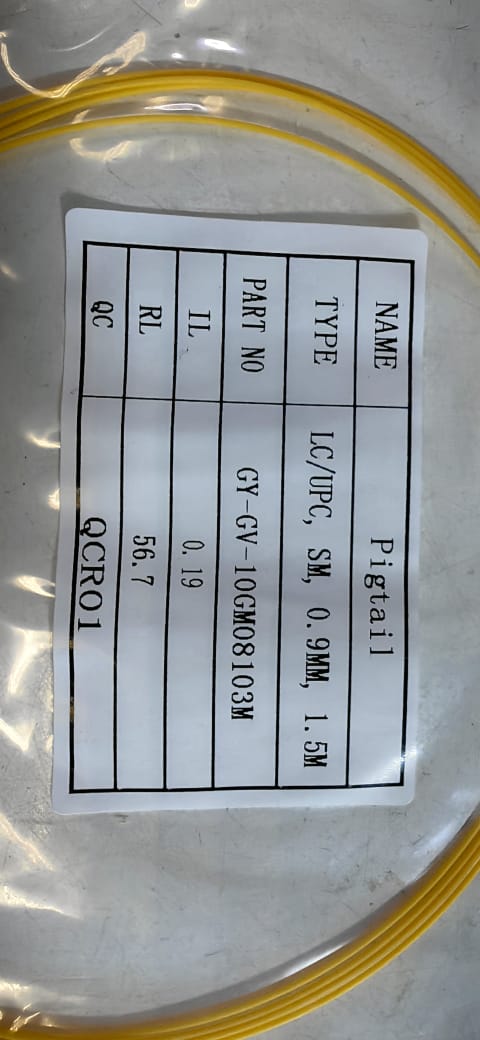 NAME Pigtail
TYPE LC/UPC, SM, 0.9MM, 1.5M
PART NO GY-GV-10GM08103M
IL 0.19
RL 56.7
QC QCR01